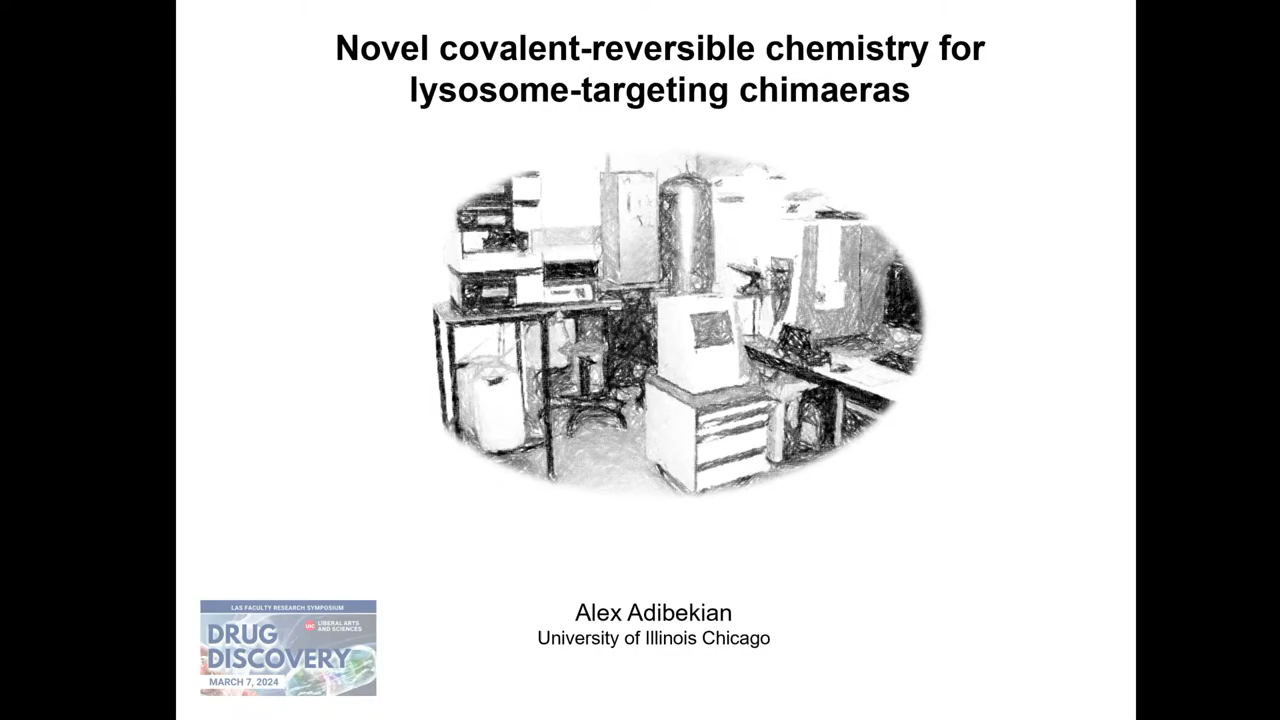 Novel covalent-reversible chemistry for
lysosome-targeting chimaeras
Alex Adibekian
University of Illinois Chicago
LAS FACULTY RESEARCH SYMPOSIUM
UIC LIBERAL ARTS
AND SCIENCES
DRUG
DISCOVERY
MARCH 7, 2024